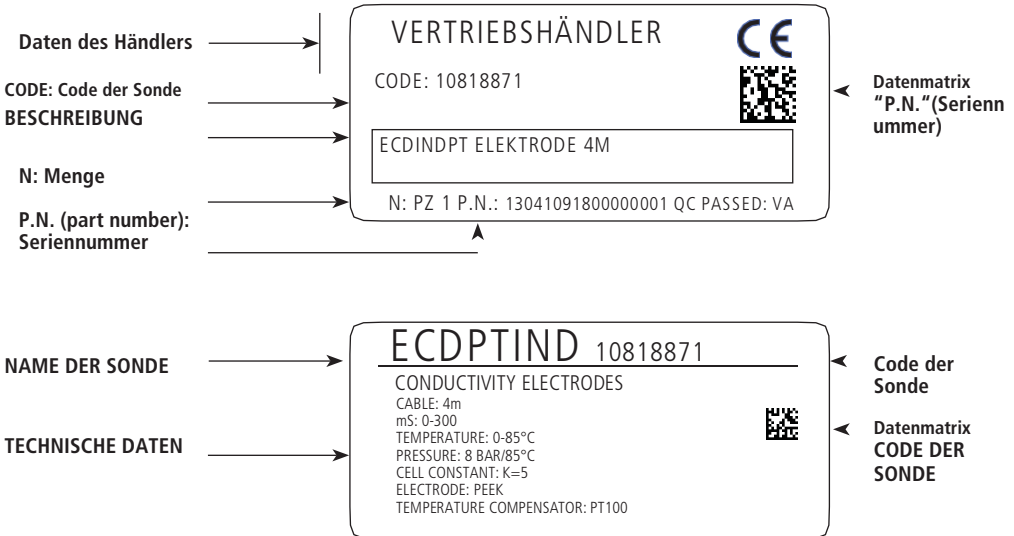 Daten des Händlers
CODE: Code der Sonde
BESCHREIBUNG
N: Menge
P.N. (part number):
Seriennummer
VERTRIEBSHÄNDLER
CE
CODE: 10818871
ECDINDPT ELEKTRODE 4M
N: PZ 1 P.N.: 13041091800000001 QC PASSED: VA
Datenmatrix
"P.N."(Serienn
ummer)
NAME DER SONDE
TECHNISCHE DATEN
ECDPTIND 10818871
CONDUCTIVITY ELECTRODES
CABLE: 4m
mS: 0-300
TEMPERATURE: 0-85°C
PRESSURE: 8 BAR/85°C
CELL CONSTANT: K=5
ELECTRODE: PEEK
TEMPERATURE COMPENSATOR: PT100
Code der
Sonde
Datenmatrix
CODE DER
SONDE